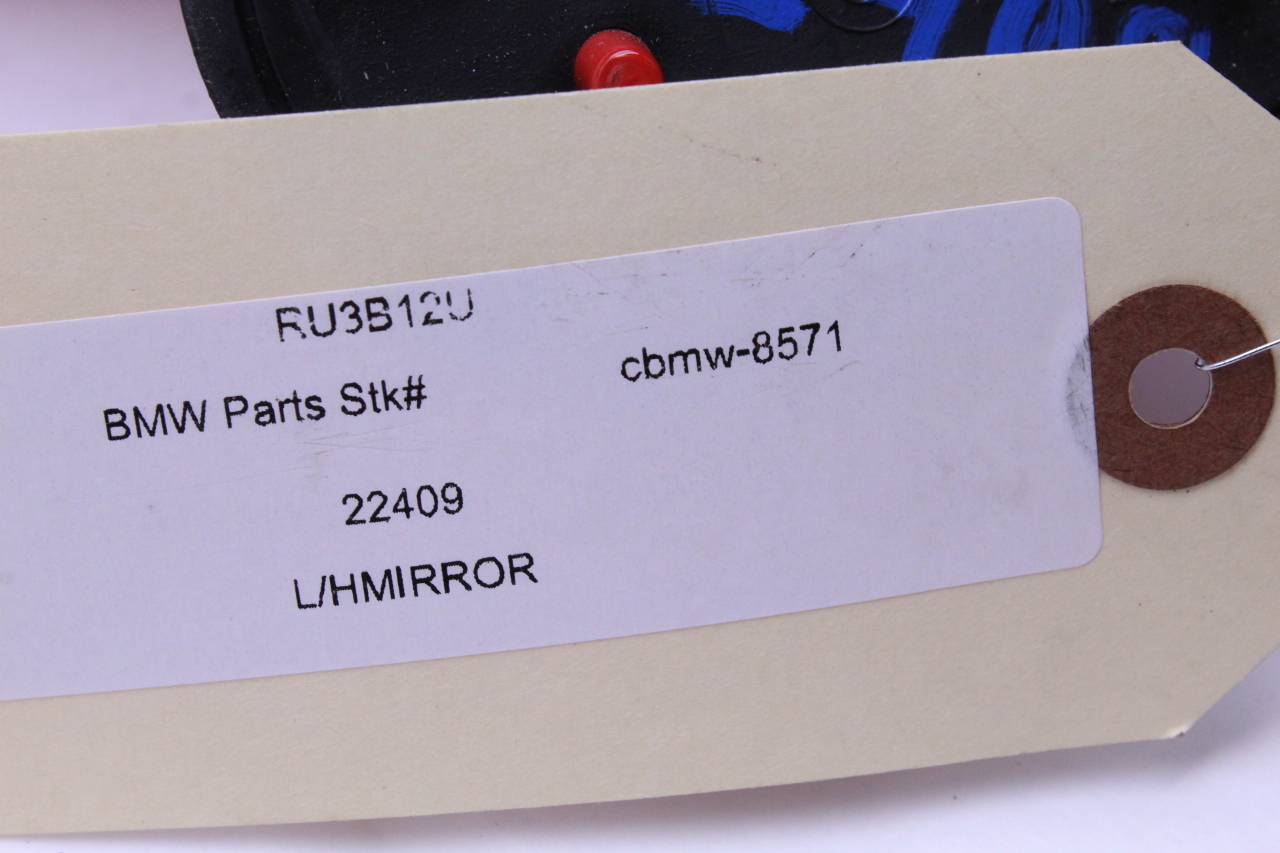 RU3B12U
cbmw-8571
BMW Parts Stk#
22409
L/HMIRROR